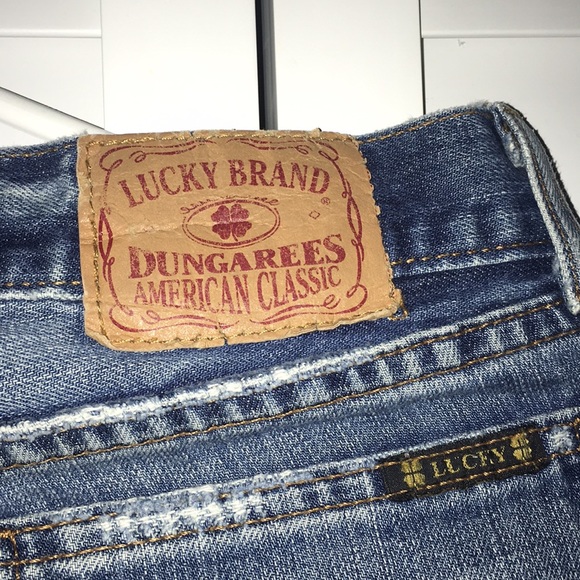 LUCKY BRAND
DUNGAREES
AMERICAN CLASSIC
LUCKY